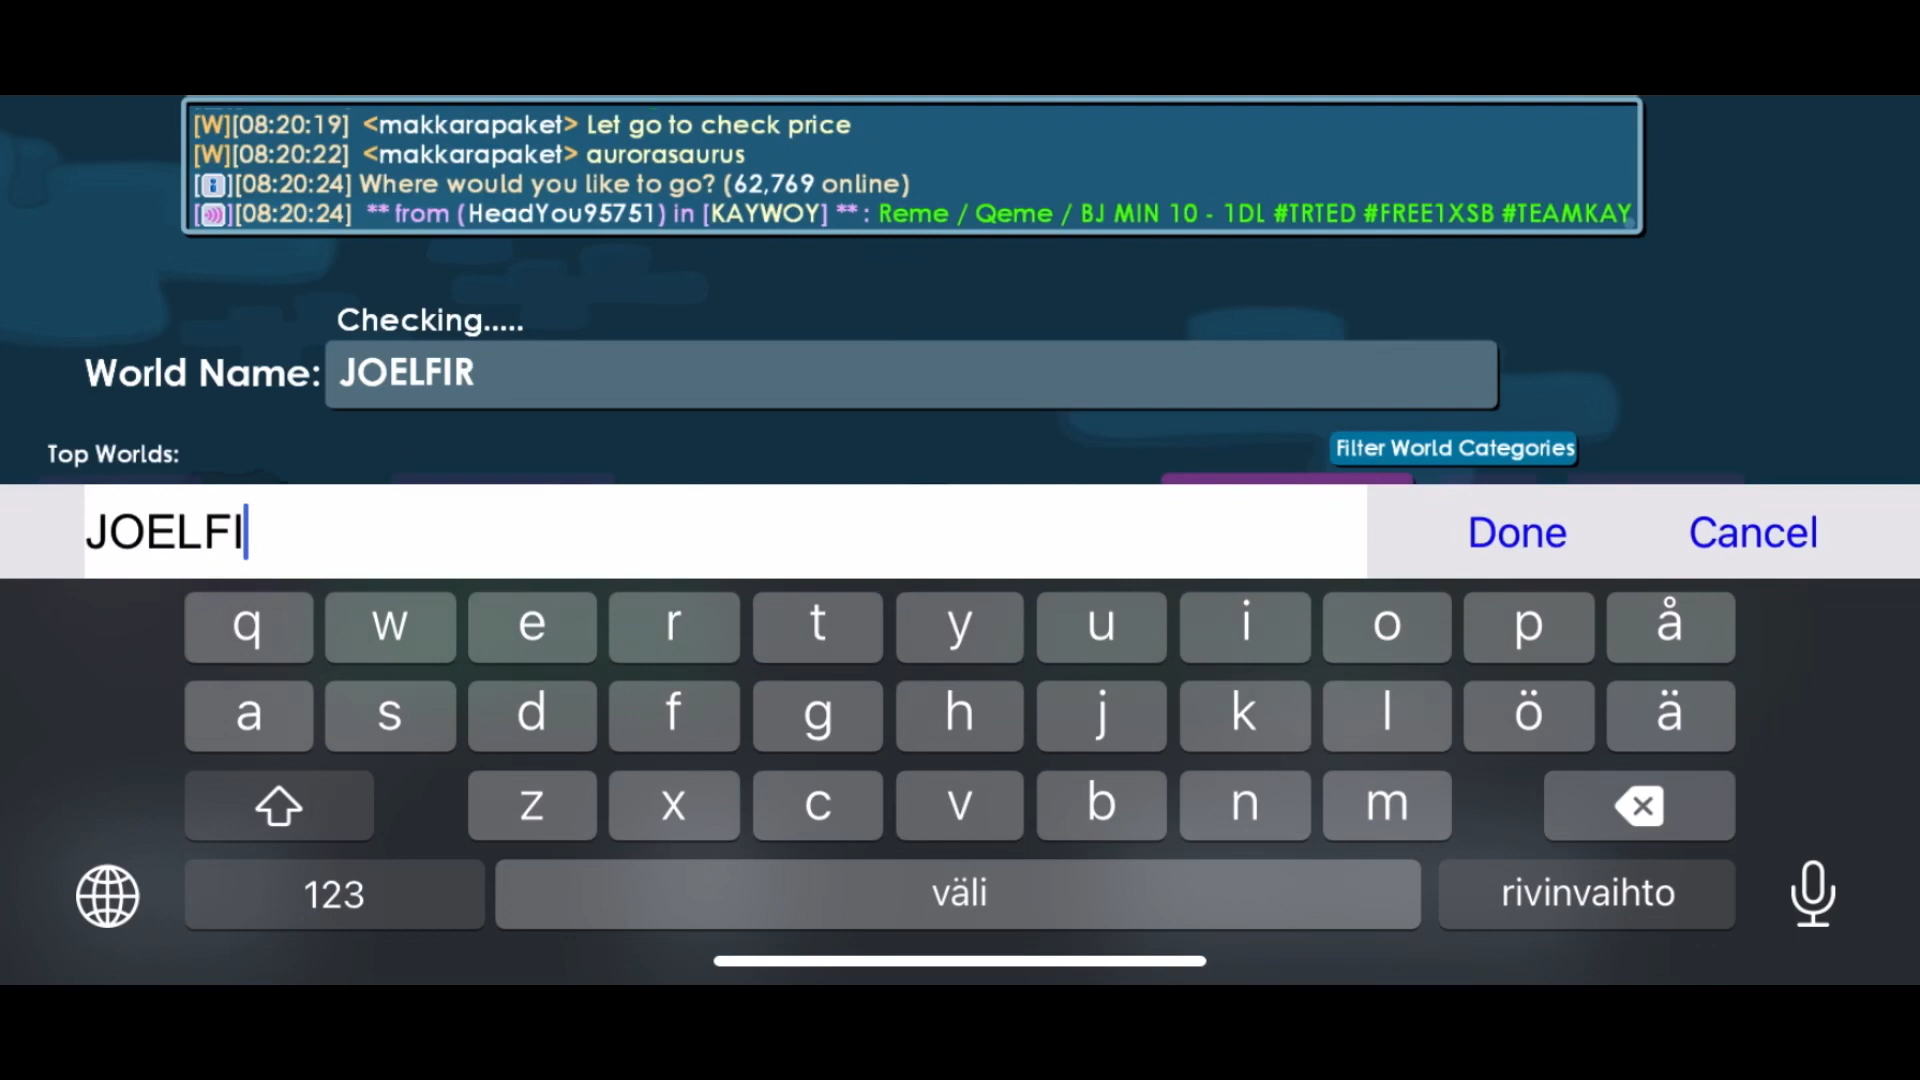 [W][08:20:19] <makkarapaket> Let go to check price
[W][08:20:22] <makkarapaket> aurorasaurus
[i][08:20:24] Where would you like to go? (62,769 online)
[08:20:24] ** from (HeadYou95751) in [KAYWOY] ** : Reme / Qeme / BJ MIN 10 - 1DL #TRTED #FREE1XSB #TEAMKAY
Checking.....
World Name: JOELFIR
Top Worlds:
Filter World Categories
JOELFI Done Cancel
q w e r t y u i o p å
a s d f g h j k l ö ä
z x c v b n m
123 väli rivinvaihto